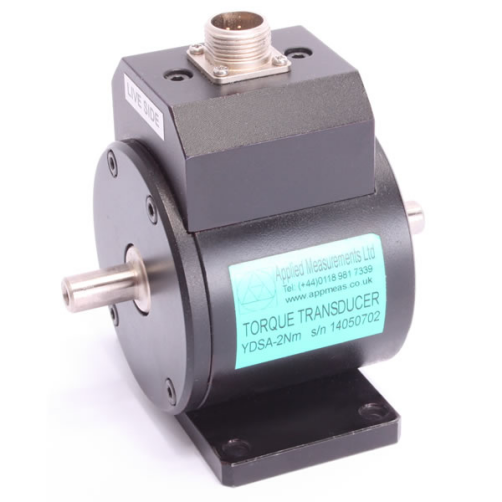 LIVE SIDE
Applied Measurements Ltd
Tel: (+44)0118 981 7339
www.appmeas.co.uk
TORQUE TRANSDUCER
YDSA-2Nm s/n 14050702